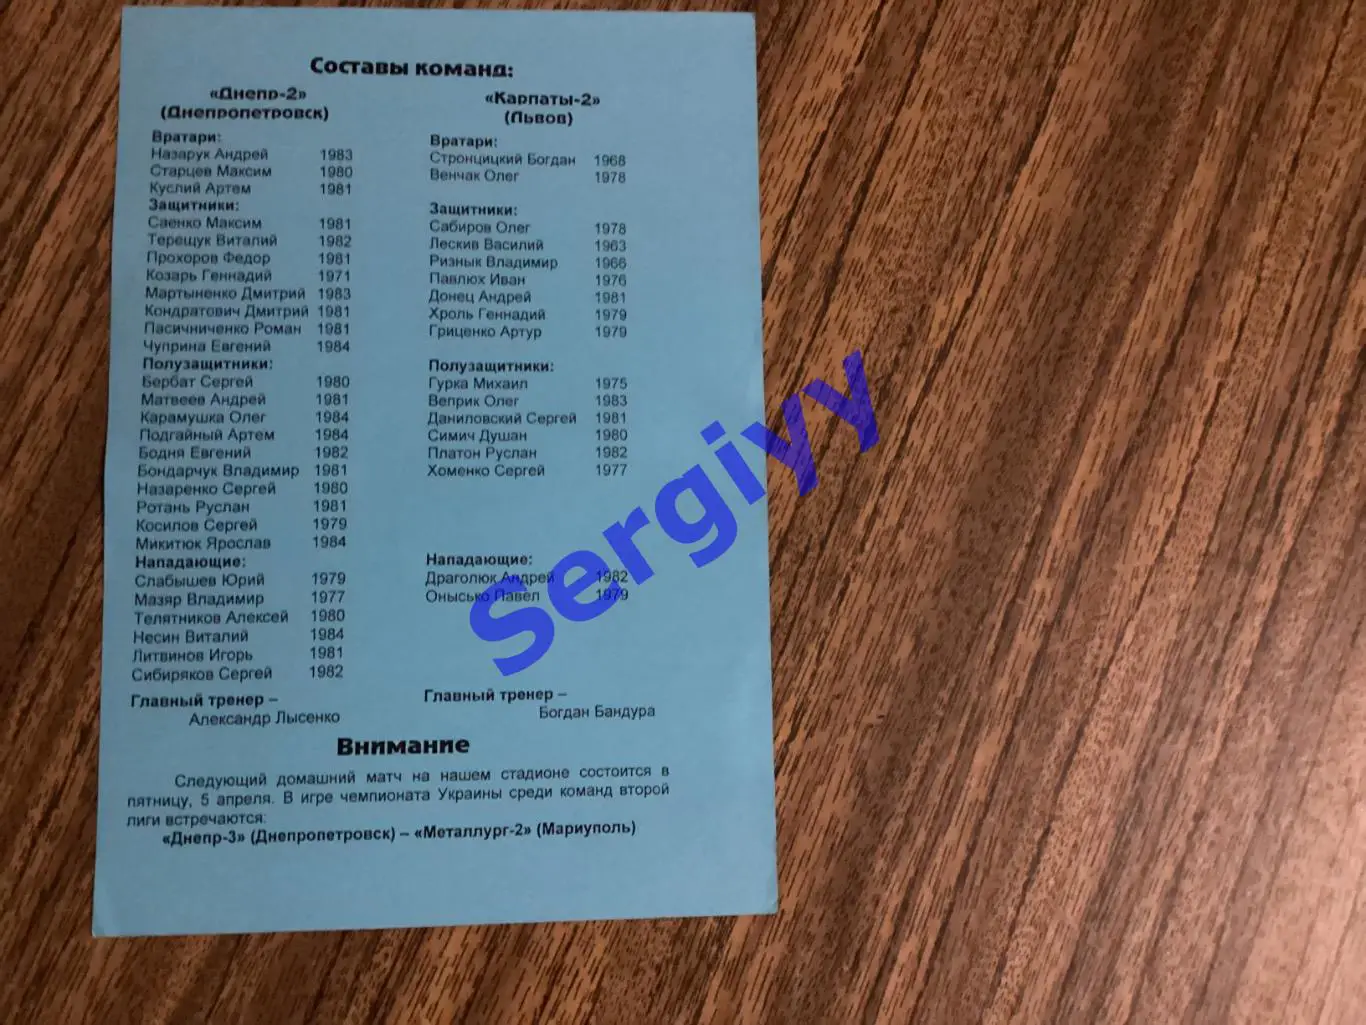 Составы команд:
«Днепр-2»
(Днепропетровск)
Вратари:
Назарук Андрей 1983
Старцев Максим 1980
Куслий Артем 1981
Защитники:
Саенко Максим 1981
Терещук Виталий 1982
Прохоров Федор 1981
Козарь Геннадий 1971
Мартыненко Дмитрий 1983
Кондратович Дмитрий 1981
Пасичниченко Роман 1981
Чуприна Евгений 1984
Полузащитники:
Бербат Сергей 1980
Матвеев Андрей 1981
Карамушка Олег 1984
Подгайный Артем 1984
Бодня Евгений 1982
Бондарчук Владимир 1981
Назаренко Сергей 1980
Ротань Руслан 1981
Косилов Сергей 1979
Микитюк Ярослав 1984
Нападающие:
Слабышев Юрий 1979
Мазяр Владимир 1977
Телятников Алексей 1980
Несин Виталий 1984
Литвинов Игорь 1981
Сибиряков Сергей 1982
Главный тренер –
Александр Лысенко
«Карпаты-2»
(Львов)
Вратари:
Стронцицкий Богдан 1968
Венчак Олег 1978
Защитники:
Сабиров Олег 1978
Лескив Василий 1963
Ризнык Владимир 1966
Павлюх Иван 1976
Донец Андрей 1981
Хроль Геннадий 1979
Гриценко Артур 1979
Полузащитники:
Гурка Михаил 1975
Веприк Олег 1983
Даниловский Сергей 1981
Симич Душан 1980
Платон Руслан 1982
Хоменко Сергей 1977
Нападающие:
Драголюк Андрей 1982
Онысько Павел 1979
Главный тренер –
Богдан Бандура
Внимание
Следующий домашний матч на нашем стадионе состоится в
пятницу, 5 апреля. В игре чемпионата Украины среди команд второй
лиги встречаются:
«Днепр-3» (Днепропетровск) – «Металлург-2» (Мариуполь)
Sergiyy